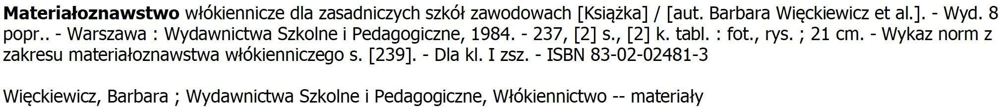 Materiałoznawstwo włókiennicze dla zasadniczych szkół zawodowach [Książka] / [aut. Barbara Więckiewicz et al.]. - Wyd. 8
popr.. - Warszawa : Wydawnictwa Szkolne i Pedagogiczne, 1984. - 237, [2] s., [2] k. tabl. : fot., rys. ; 21 cm. - Wykaz norm z
zakresu materiałoznawstwa włókienniczego s. [239]. - Dla kl. I zsz. - ISBN 83-02-02481-3
Więckiewicz, Barbara ; Wydawnictwa Szkolne i Pedagogiczne, Włókiennictwo -- materiały